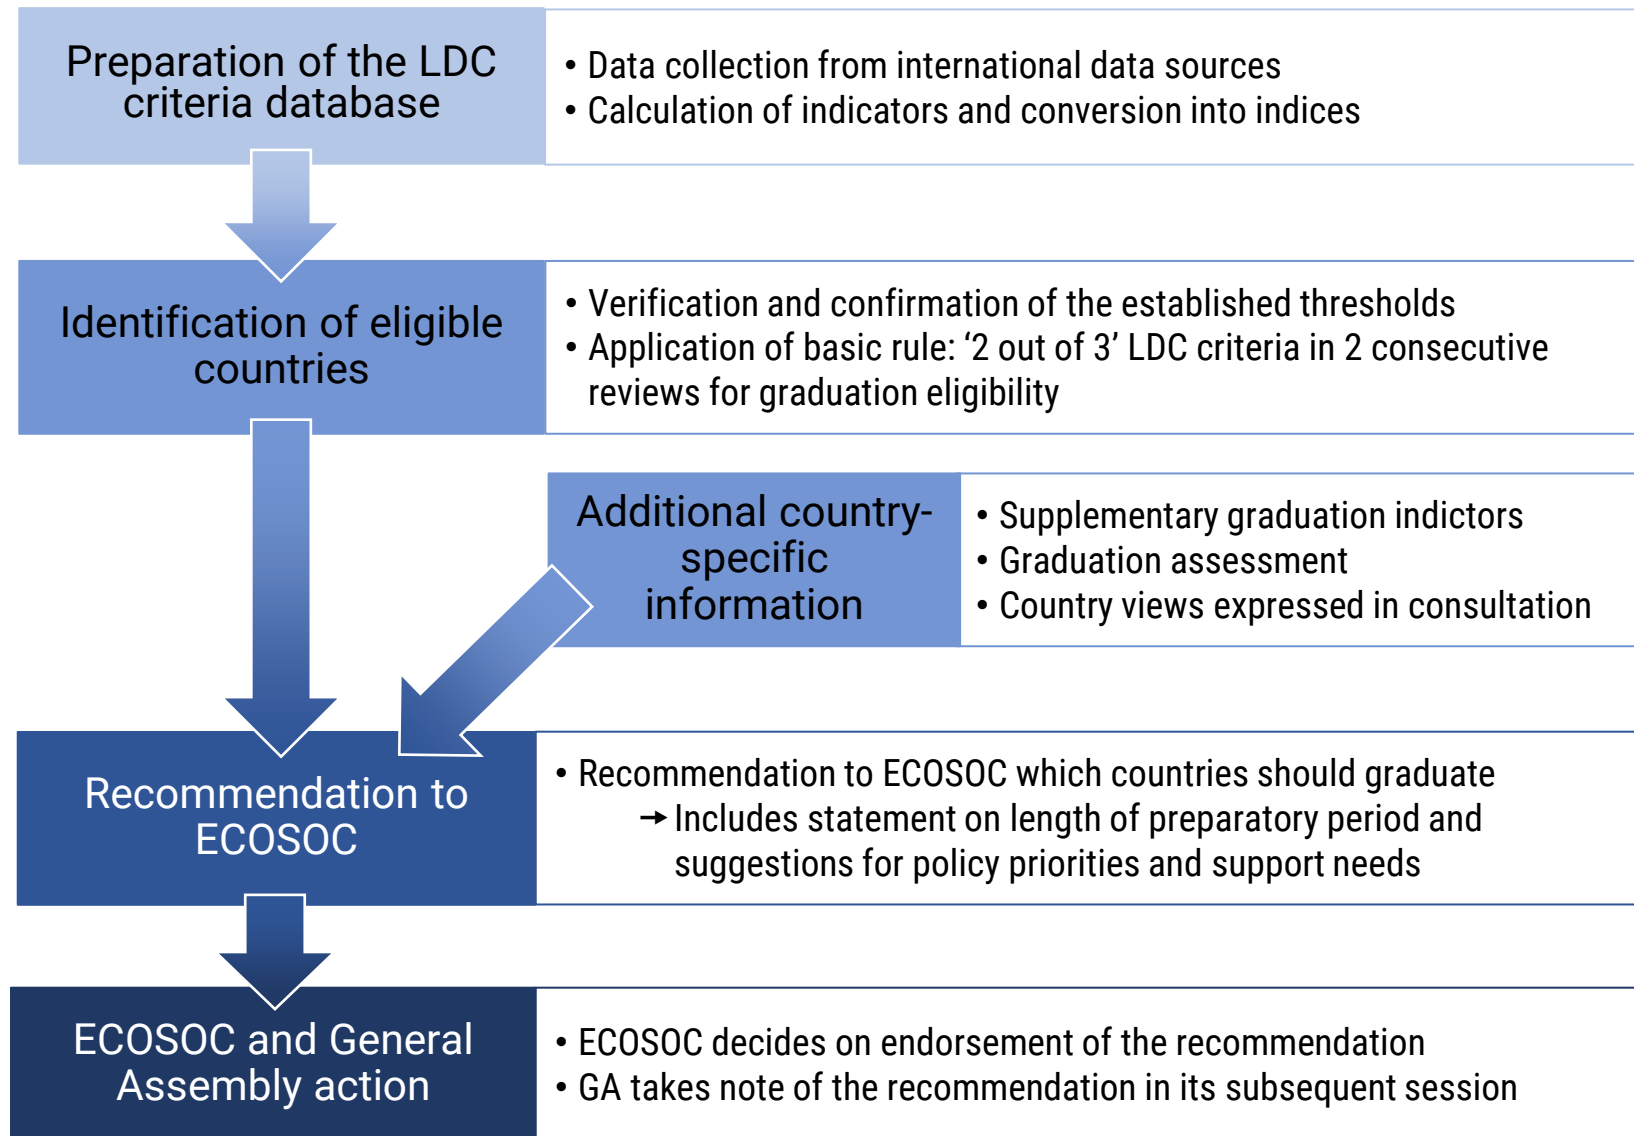 Preparation of the LDC
criteria database
• Data collection from international data sources
• Calculation of indicators and conversion into indices
Identification of eligible
countries
• Verification and confirmation of the established thresholds
• Application of basic rule: ‘2 out of 3’ LDC criteria in 2 consecutive
reviews for graduation eligibility
Additional country-
specific
information
• Supplementary graduation indictors
• Graduation assessment
• Country views expressed in consultation
Recommendation to
ECOSOC
• Recommendation to ECOSOC which countries should graduate
➝ Includes statement on length of preparatory period and
suggestions for policy priorities and support needs
ECOSOC and General
Assembly action
• ECOSOC decides on endorsement of the recommendation
• GA takes note of the recommendation in its subsequent session